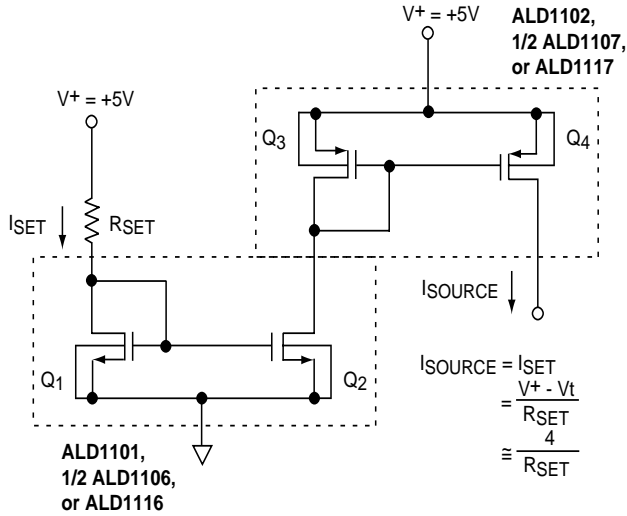 V+ = +5V
ALD1102,
1/2 ALD1107,
or ALD1117
V+ = +5V
Q3
Q4
ISET
RSET
ISOURCE
Q1
Q2
ISOURCE = ISET
= V+ - Vt
RSET
≅ 4
RSET
ALD1101,
1/2 ALD1106,
or ALD1116